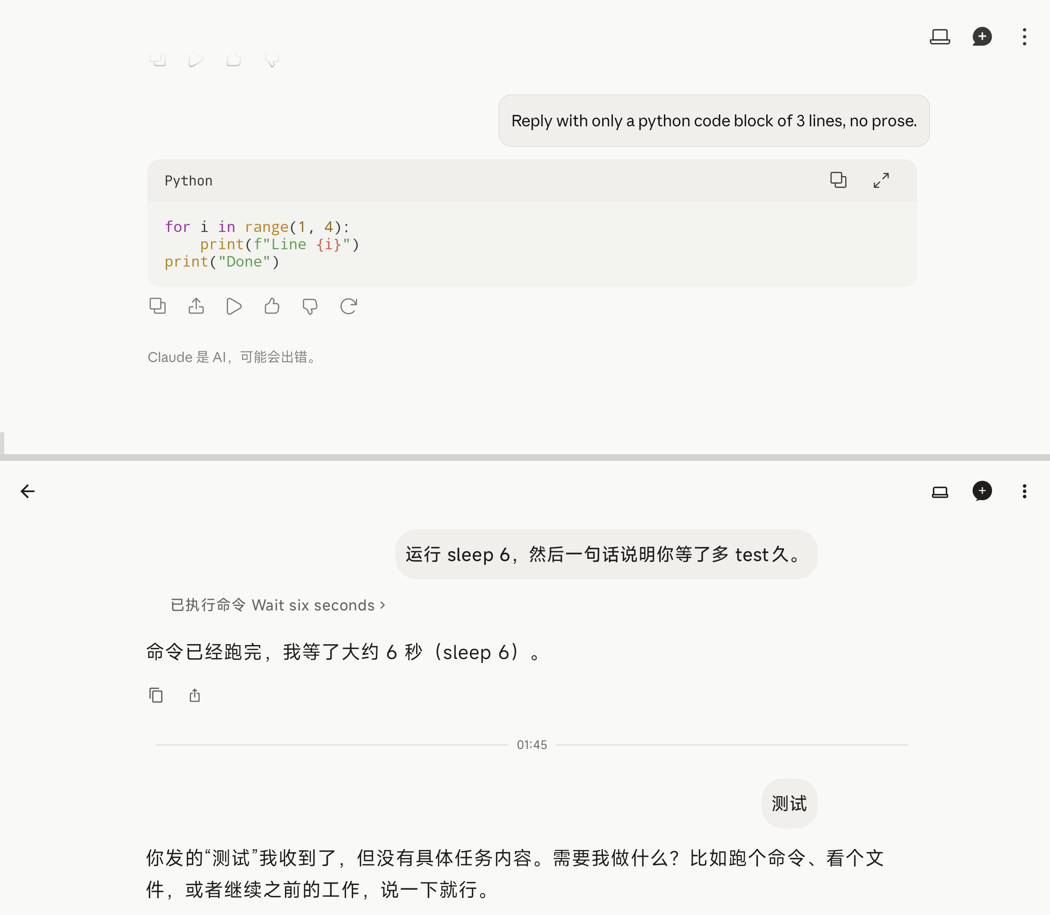 Reply with only a python code block of 3 lines, no prose.
Python
for i in range(1, 4):
    print(f"Line {i}")
print("Done")
Claude 是 AI，可能会出错。
运行 sleep 6，然后一句话说明你等了多 test久。
已执行命令 Wait six seconds ›
命令已经跑完，我等了大约 6 秒（sleep 6）。
01:45
测试
你发的“测试”我收到了，但没有具体任务内容。需要我做什么？比如跑个命令、看个文
件，或者继续之前的工作，说一下就行。